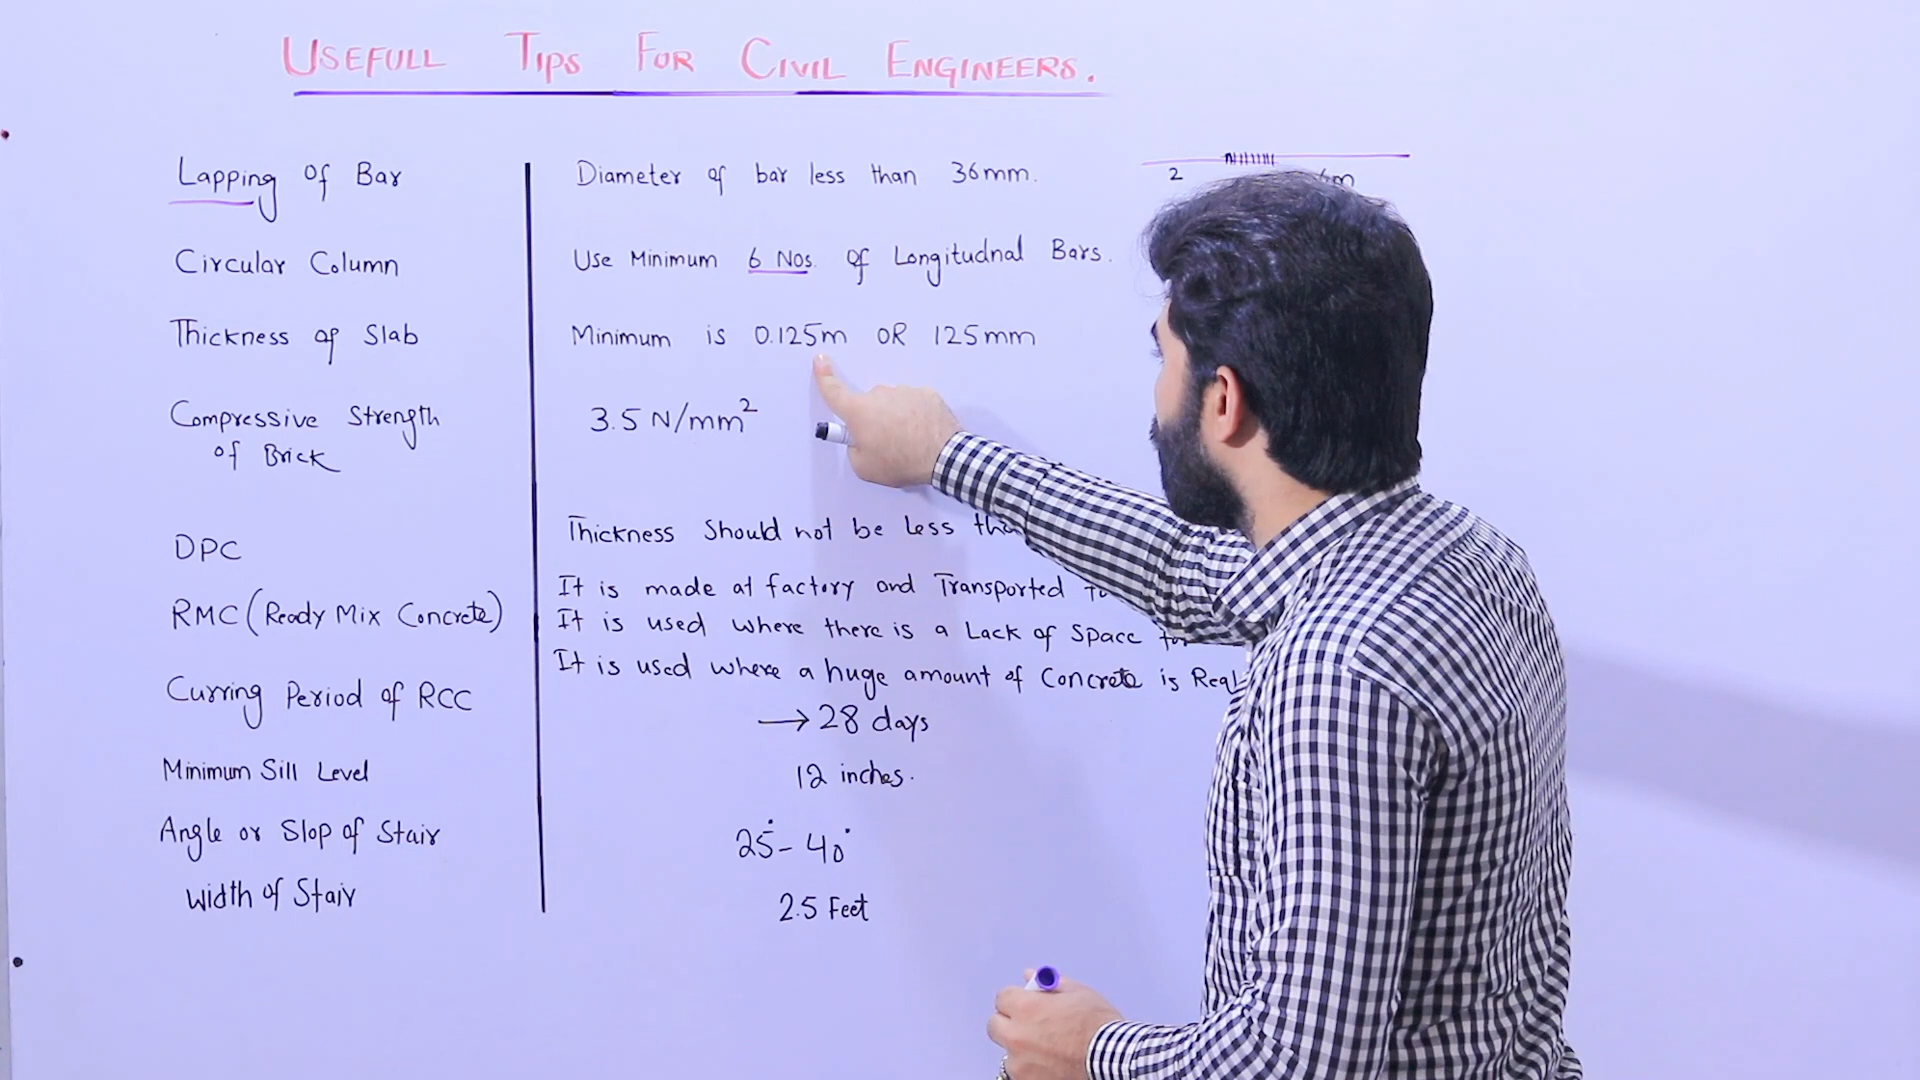 USEFULL TIPS FOR CIVIL ENGINEERS.
Lapping Of Bar
Diameter of bar less than 36mm.
2
Circular Column
Use Minimum 6 Nos. of Longitudnal Bars.
Thickness of Slab
Minimum is 0.125m OR 125mm
Compressive Strength
of Brick
3.5 N/mm²
DPC
Thickness Should not be Less
RMC (Ready Mix Concrete)
It is made at factory and Transported
It is used where there is a Lack of Space
It is used where a huge amount of Concrete is
Curring Period of RCC
→ 28 days
Minimum Sill Level
12 inches.
Angle or Slop of Stair
25° - 40°
Width of Stair
2.5 Feet